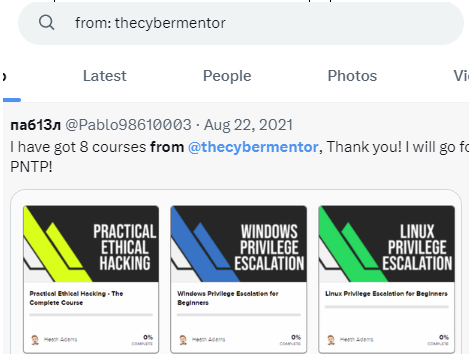 from: thecybermentor
Latest People Photos
паб13л @Pablo98610003 · Aug 22, 2021
I have got 8 courses from @thecybermentor, Thank you! I will go fo
PNTP!
PRACTICAL
ETHICAL
HACKING
WINDOWS
PRIVILEGE
ESCALATION
LINUX
PRIVILEGE
ESCALATION
Practical Ethical Hacking - The
Complete Course
Windows Privilege Escalation for
Beginners
Linux Privilege Escalation for Beginners
Heath Adams 0% COMPLETE
Heath Adams 0% COMPLETE
Heath Adams 0% COMPLETE